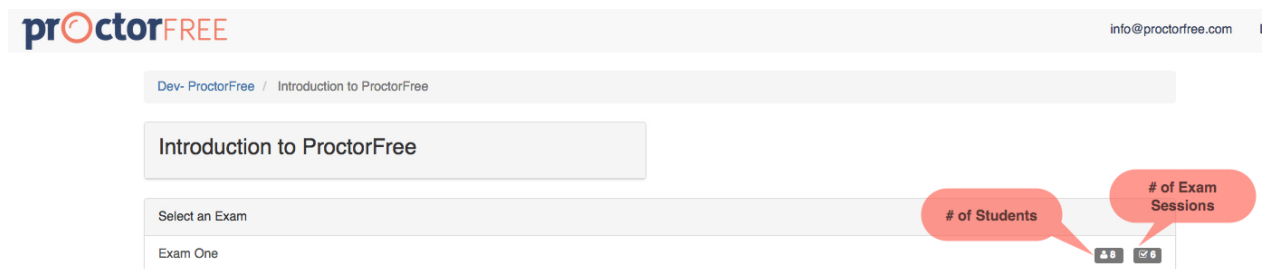 proctorFREE
info@proctorfree.com
Dev- ProctorFree / Introduction to ProctorFree
Introduction to ProctorFree
# of Exam
Sessions
Select an Exam
# of Students
Exam One
8
6